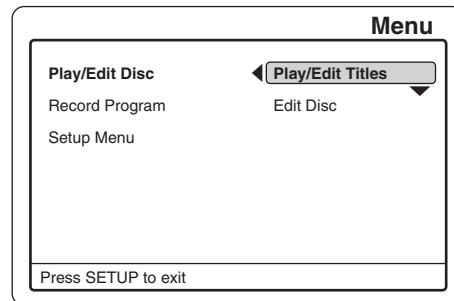 Menu
Play/Edit Disc
Play/Edit Titles
Record Program
Edit Disc
Setup Menu
Press SETUP to exit